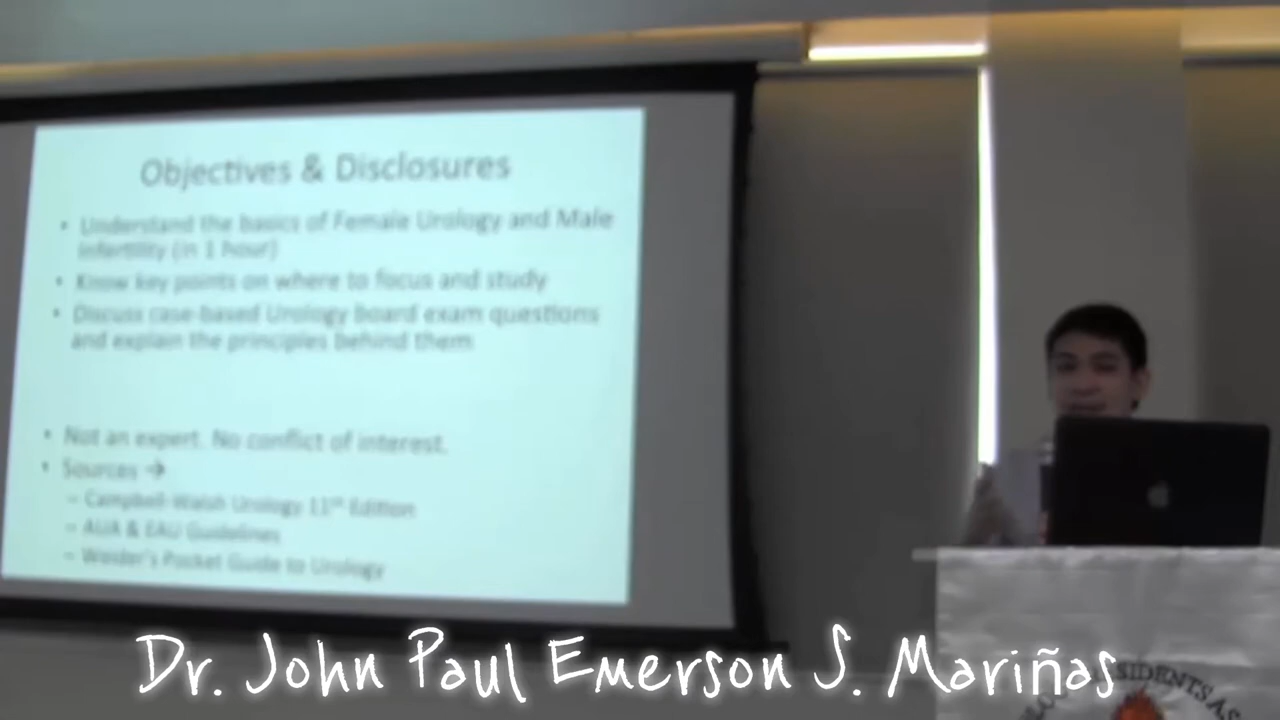 Objectives & Disclosures
• Understand the basics of Female Urology and Male
infertility (in 1 hour)
• Know key points on where to focus and study
• Discuss case-based Urology board exam questions
and explain the principles behind them
• Not an expert. No conflict of interest.
• Sources →
– Campbell-Walsh Urology 11th Edition
– AUA & EAU Guidelines
– Weider's Pocket Guide to Urology
Dr. John Paul Emerson S. Mariñas